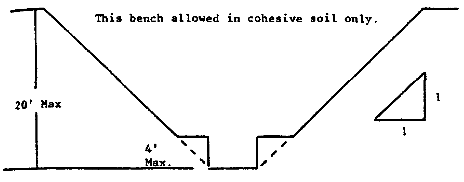 This bench allowed in cohesive soil only.
20' Max
1
4'
Max.
1